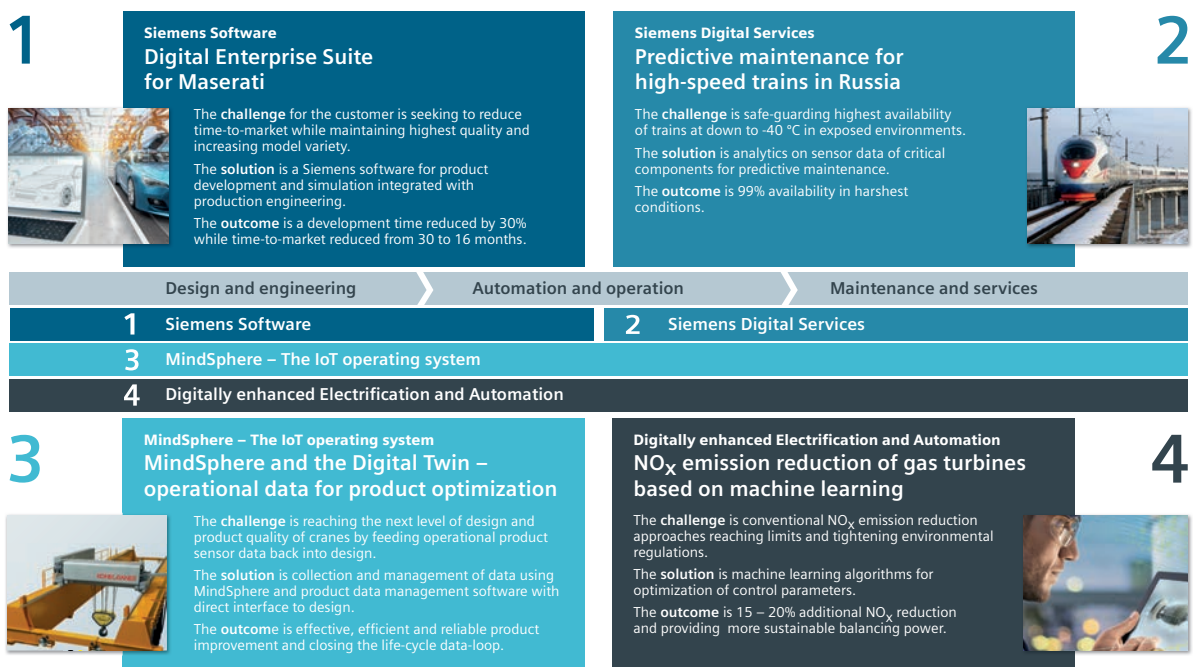 1
Siemens Software
Digital Enterprise Suite
for Maserati
The challenge for the customer is seeking to reduce
time-to-market while maintaining highest quality and
increasing model variety.
The solution is a Siemens software for product
development and simulation integrated with
production engineering.
The outcome is a development time reduced by 30%
while time-to-market reduced from 30 to 16 months.
2
Siemens Digital Services
Predictive maintenance for
high-speed trains in Russia
The challenge is safe-guarding highest availability
of trains at down to -40 °C in exposed environments.
The solution is analytics on sensor data of critical
components for predictive maintenance.
The outcome is 99% availability in harshest
conditions.
Design and engineering
Automation and operation
Maintenance and services
1 Siemens Software
2 Siemens Digital Services
3 MindSphere – The IoT operating system
4 Digitally enhanced Electrification and Automation
3
MindSphere – The IoT operating system
MindSphere and the Digital Twin –
operational data for product optimization
The challenge is reaching the next level of design and
product quality of cranes by feeding operational product
sensor data back into design.
The solution is collection and management of data using
MindSphere and product data management software with
direct interface to design.
The outcome is effective, efficient and reliable product
improvement and closing the life-cycle data-loop.
4
Digitally enhanced Electrification and Automation
NOX emission reduction of gas turbines
based on machine learning
The challenge is conventional NOX emission reduction
approaches reaching limits and tightening environmental
regulations.
The solution is machine learning algorithms for
optimization of control parameters.
The outcome is 15 – 20% additional NOX reduction
and providing  more sustainable balancing power.